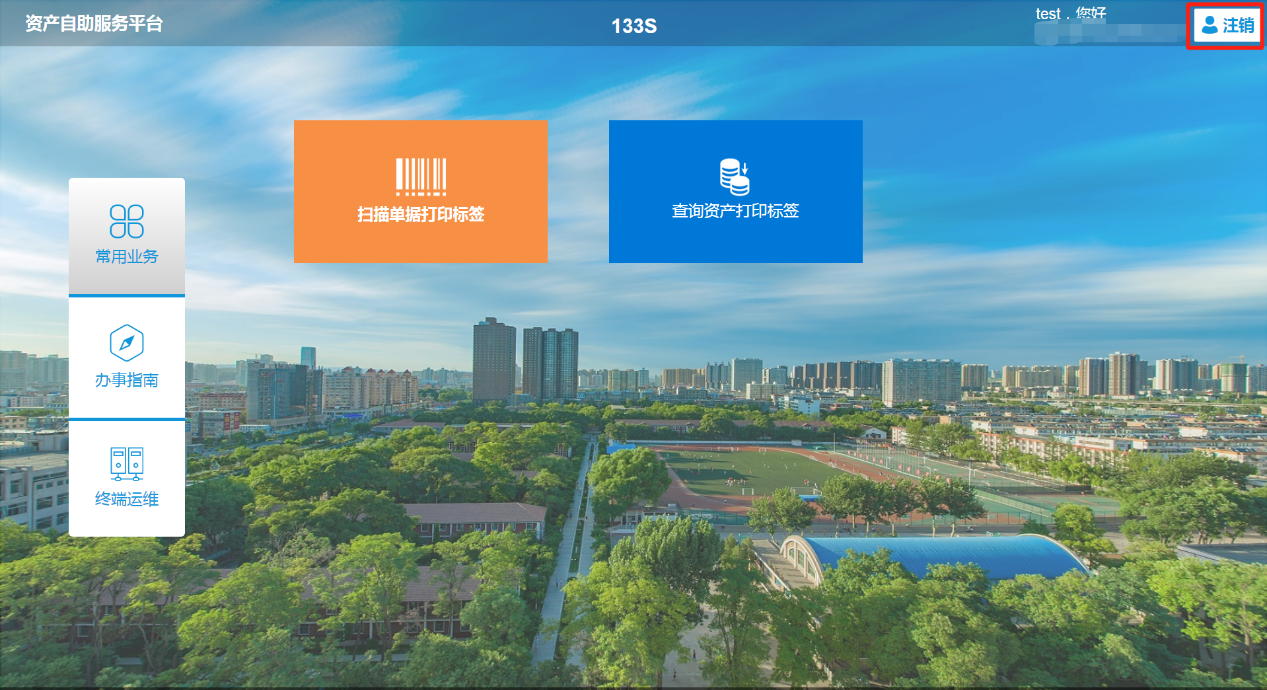 资产自助服务平台
133S
test，您好
注销
扫描单据打印标签
查询资产打印标签
常用业务
办事指南
终端运维